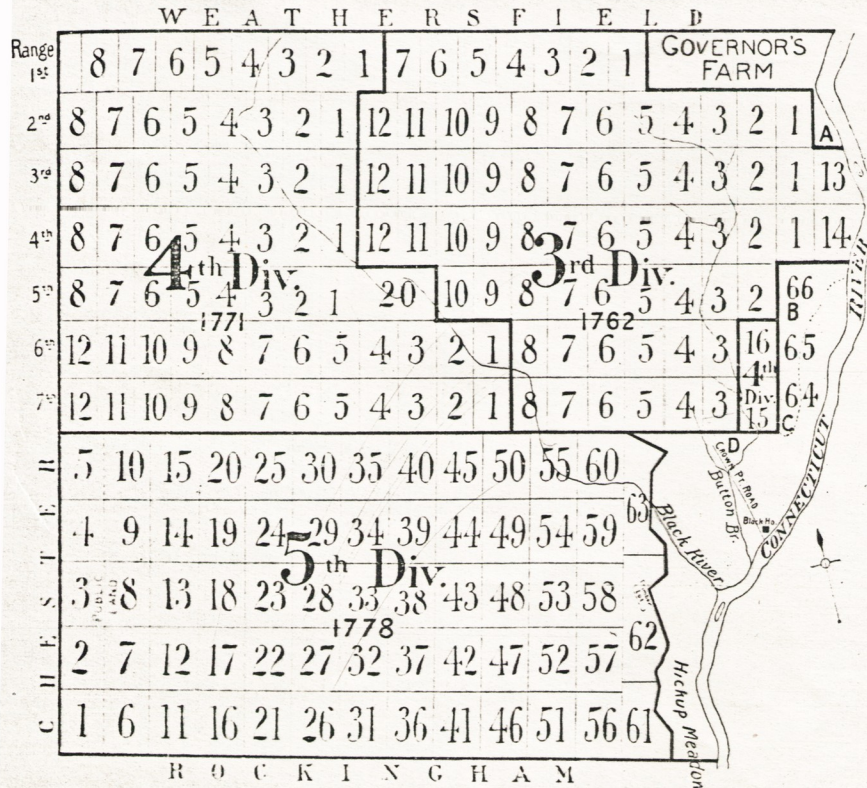 WEATHERSFIELD
Range
1st 8 7 6 5 4 3 2 1 7 6 5 4 3 2 1 GOVERNOR'S FARM
2nd 8 7 6 5 4 3 2 1 12 11 10 9 8 7 6 5 4 3 2 1 A
3rd 8 7 6 5 4 3 2 1 12 11 10 9 8 7 6 5 4 3 2 1 13
4th 8 7 6 5 4 3 2 1 12 11 10 9 8 7 6 5 4 3 2 1 14
4th Div. 3rd Div.
5th 8 7 6 5 4 3 2 1 20 10 9 8 7 6 5 4 3 2 66
B
1771 1762
6th 12 11 10 9 8 7 6 5 4 3 2 1 8 7 6 5 4 3 16 65
4th Div.
7th 12 11 10 9 8 7 6 5 4 3 2 1 8 7 6 5 4 3 15 64
C
D
RIVER
CONNECTICUT
CROWN PT. ROAD
Button Br.
Black Ho.
Black River
CHESTER
5 10 15 20 25 30 35 40 45 50 55 60
4 9 14 19 24 29 34 39 44 49 54 59 63
5th Div.
3 PUBLIC LAND 8 13 18 23 28 33 38 43 48 53 58
1778
2 7 12 17 22 27 32 37 42 47 52 57 62
1 6 11 16 21 26 31 36 41 46 51 56 61
Hichup Meadow
ROCKINGHAM